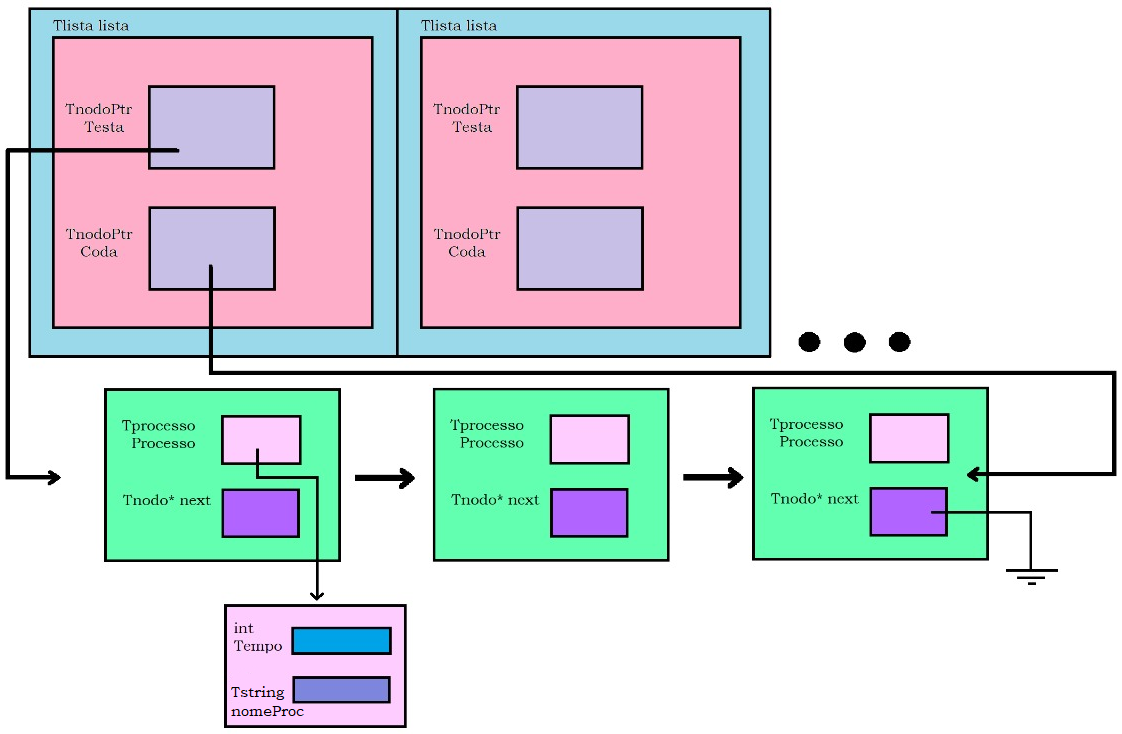 Tlista lista
Tlista lista
TnodoPtr
Testa
TnodoPtr
Testa
TnodoPtr
Coda
TnodoPtr
Coda
Tprocesso
Processo
Tnodo* next
Tprocesso
Processo
Tnodo* next
Tprocesso
Processo
Tnodo* next
int
Tempo
Tstring
nomeProc